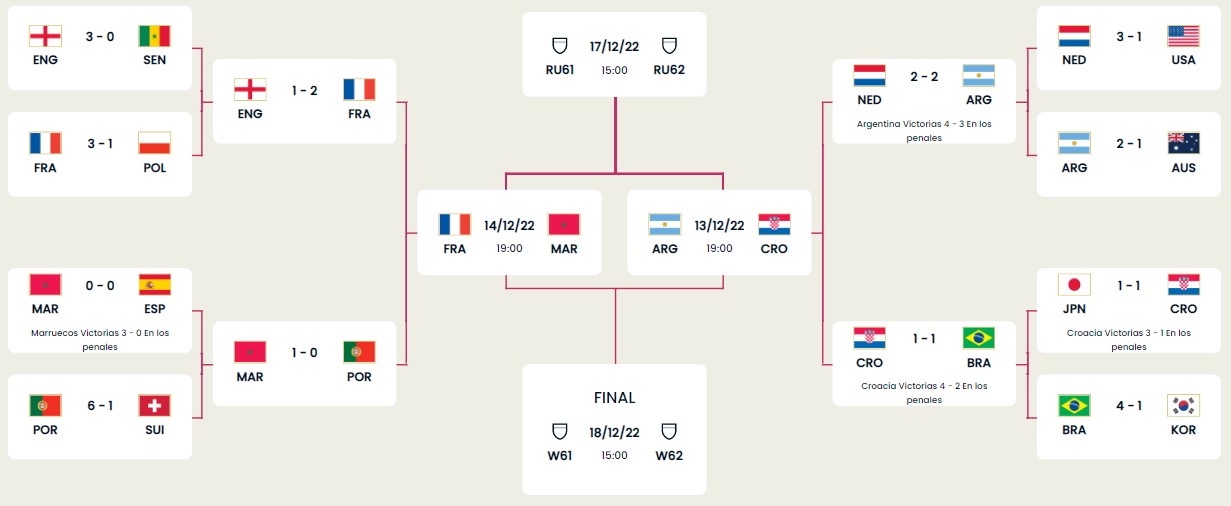 3 - 0
ENG SEN
3 - 1
FRA POL
1 - 2
ENG FRA
0 - 0
MAR ESP
Marruecos Victorias 3 - 0 En los
penales
6 - 1
POR SUI
1 - 0
MAR POR
17/12/22
RU61 15:00 RU62
14/12/22
FRA 19:00 MAR
13/12/22
ARG 19:00 CRO
FINAL
18/12/22
W61 15:00 W62
2 - 2
NED ARG
Argentina Victorias 4 - 3 En los
penales
1 - 1
CRO BRA
Croacia Victorias 4 - 2 En los
penales
3 - 1
NED USA
2 - 1
ARG AUS
1 - 1
JPN CRO
Croacia Victorias 3 - 1 En los
penales
4 - 1
BRA KOR